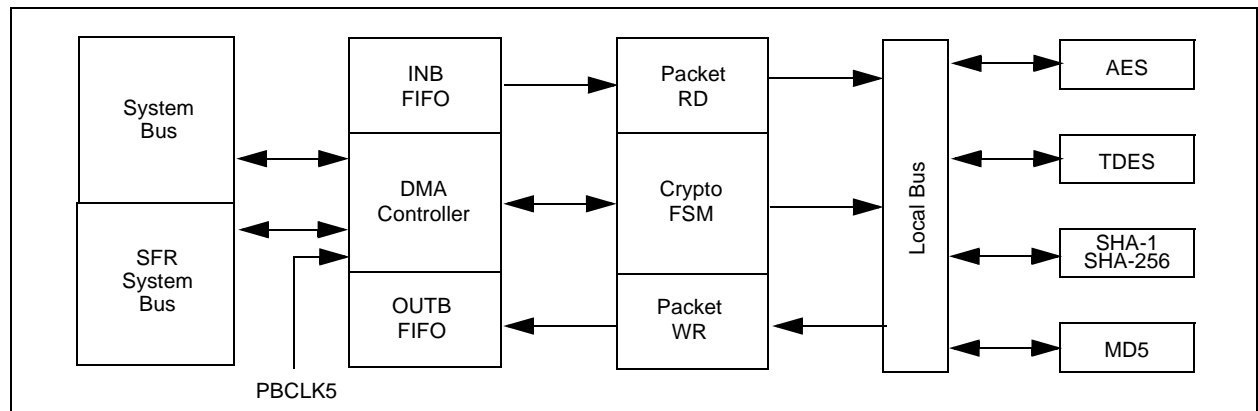 System
Bus
SFR
System
Bus
INB
FIFO
DMA
Controller
OUTB
FIFO
PBCLK5
Packet
RD
Crypto
FSM
Packet
WR
Local Bus
AES
TDES
SHA-1
SHA-256
MD5